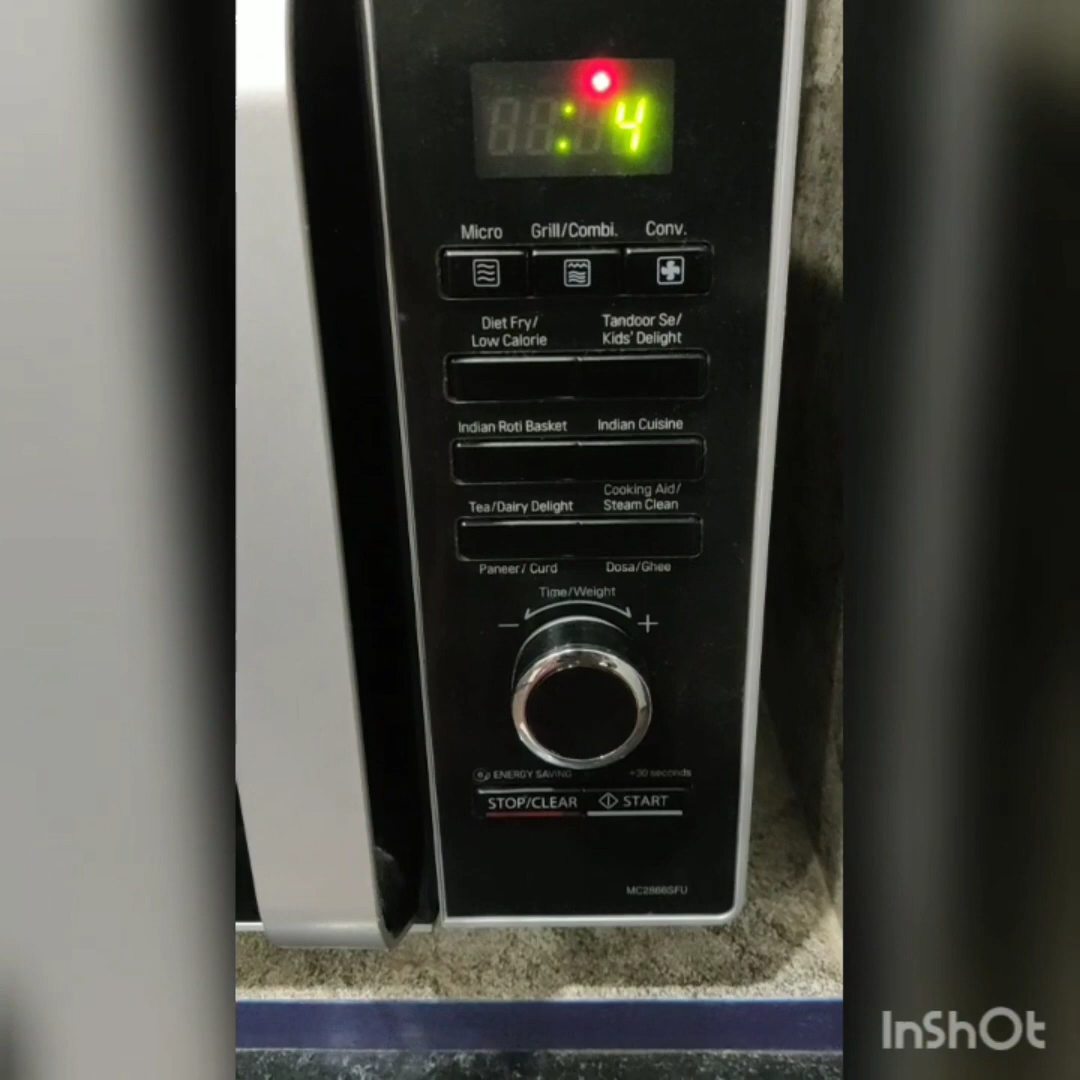 : 4
Micro Grill/Combi. Conv.
Diet Fry/ Tandoor Se/
Low Calorie Kids' Delight
Indian Roti Basket Indian Cuisine
Cooking Aid/
Tea/Dairy Delight Steam Clean
Paneer/ Curd Dosa/Ghee
Time/Weight
− +
ENERGY SAVING +30 seconds
STOP/CLEAR START
MC2866SFU
InShOt